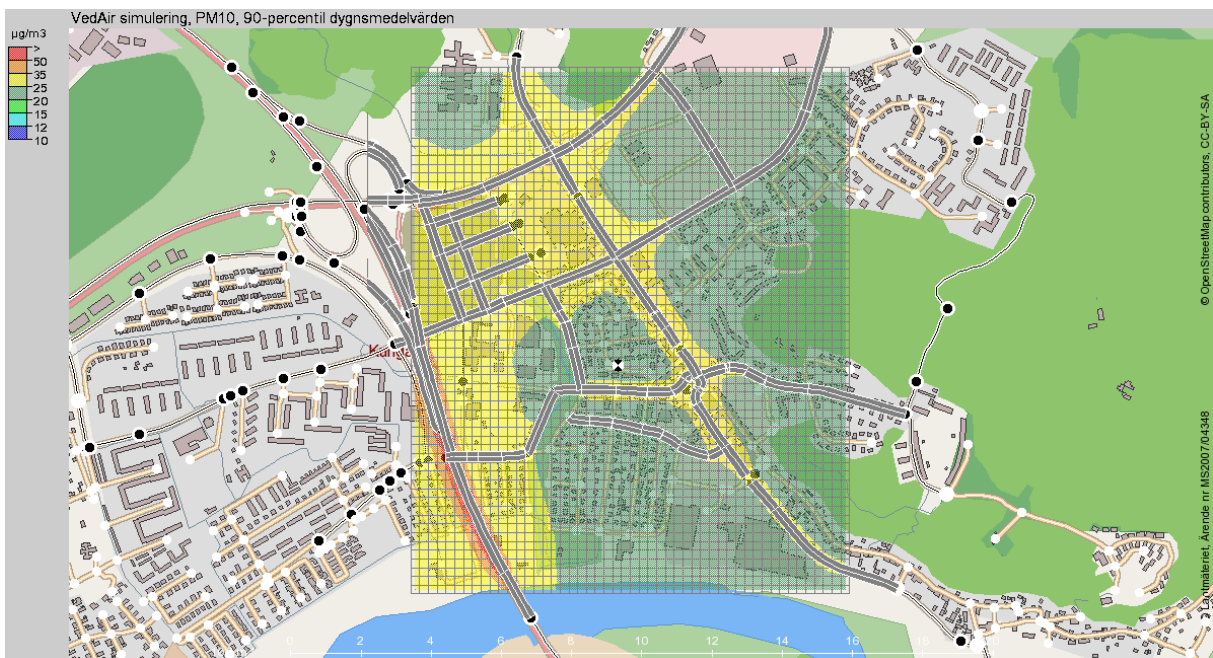 VedAir simulering, PM10, 90-percentil dygnsmedelvärden
µg/m3
>
50
35
25
20
15
12
10
© OpenStreetMap contributors, CC-BY-SA
Lantmäteriet, Ärende nr MS2007/04348
0 2 4 6 8 10 12 14 16